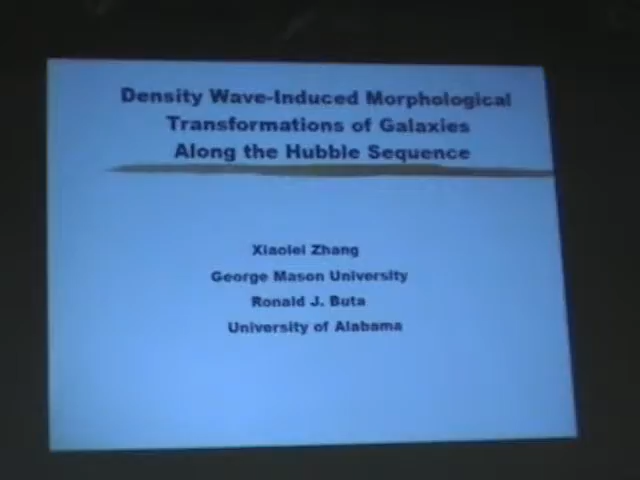 Density Wave-Induced Morphological
Transformations of Galaxies
Along the Hubble Sequence
Xiaolei Zhang
George Mason University
Ronald J. Buta
University of Alabama